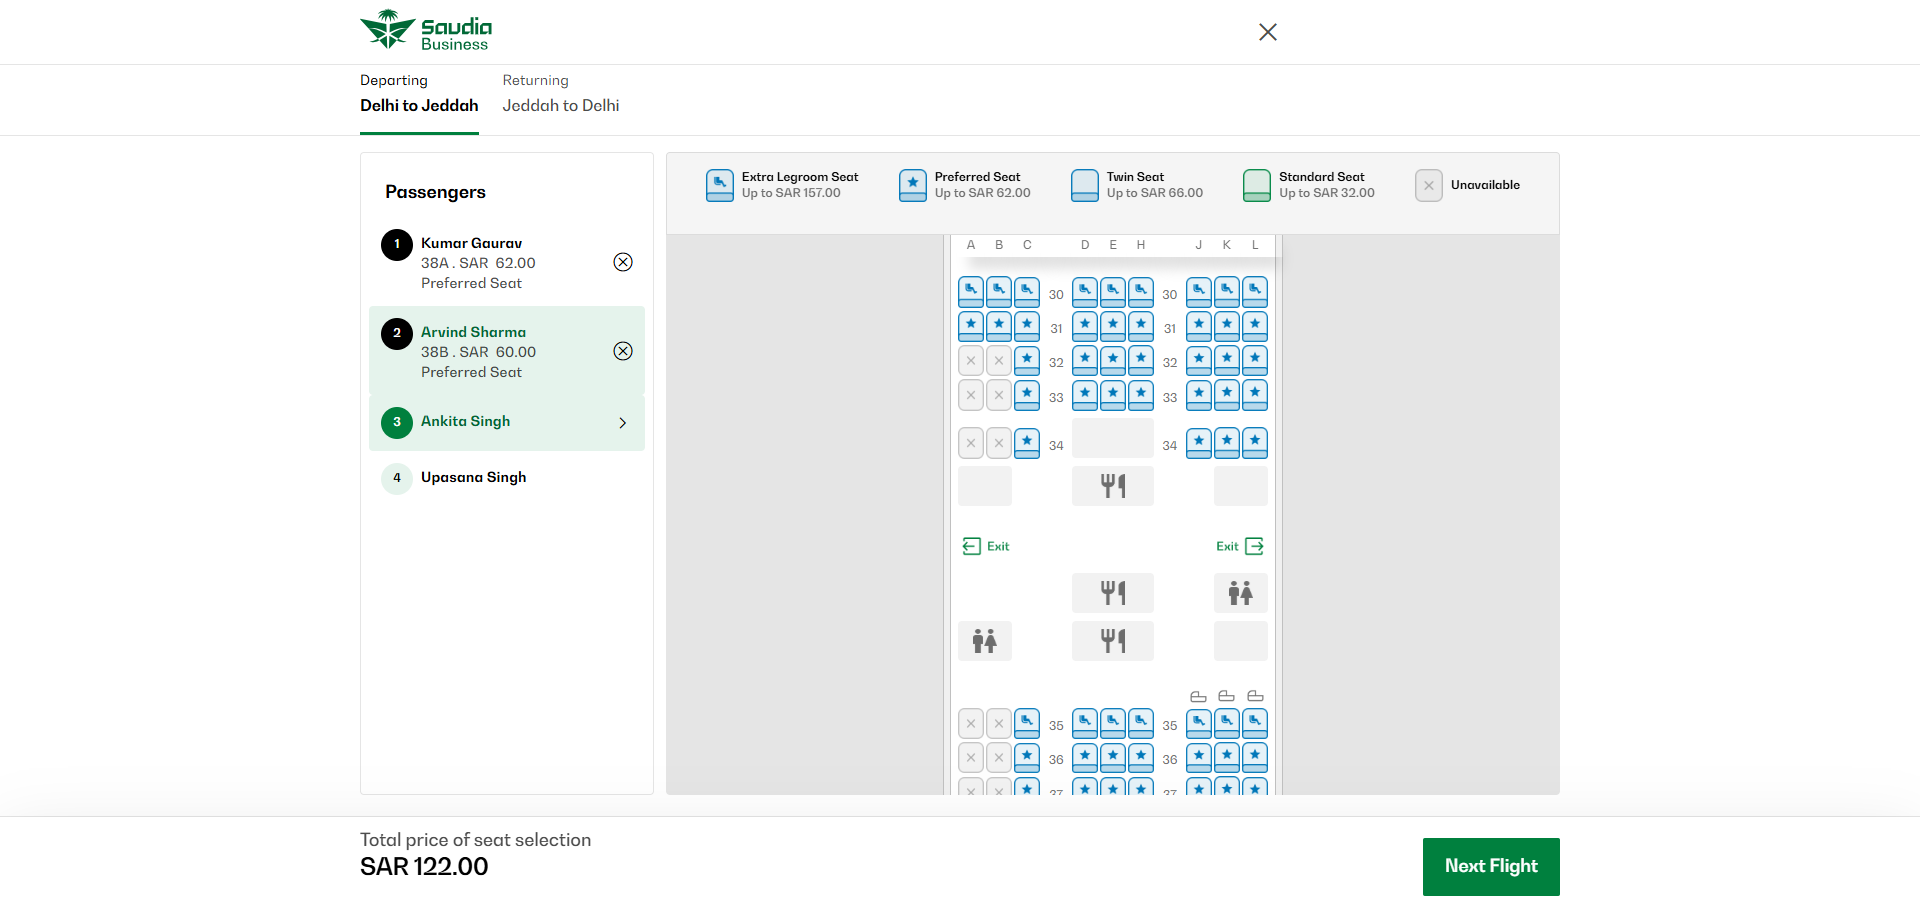 Saudia
Business
Departing
Delhi to Jeddah
Returning
Jeddah to Delhi
Passengers
1
Kumar Gaurav
38A . SAR 62.00
Preferred Seat
2
Arvind Sharma
38B . SAR 60.00
Preferred Seat
3
Ankita Singh
4
Upasana Singh
Extra Legroom Seat
Up to SAR 157.00
Preferred Seat
Up to SAR 62.00
Twin Seat
Up to SAR 66.00
Standard Seat
Up to SAR 32.00
Unavailable
A B C D E H J K L
30 30
31 31
32 32
33 33
34 34
Exit Exit
35 35
36 36
37 37
Total price of seat selection
SAR 122.00
Next Flight